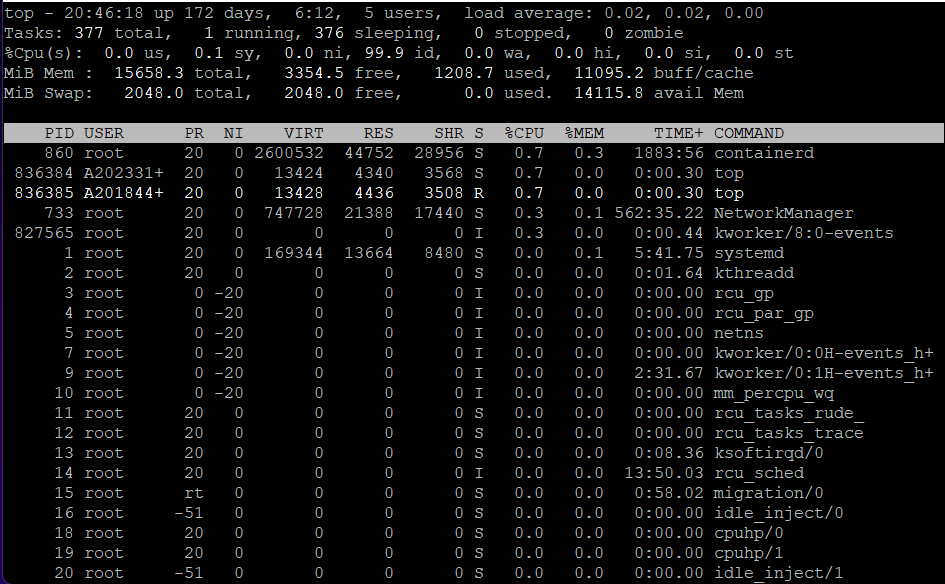 top - 20:46:18 up 172 days,  6:12,  5 users,  load average: 0.02, 0.02, 0.00
Tasks: 377 total,   1 running, 376 sleeping,   0 stopped,   0 zombie
%Cpu(s):  0.0 us,  0.1 sy,  0.0 ni, 99.9 id,  0.0 wa,  0.0 hi,  0.0 si,  0.0 st
MiB Mem :  15658.3 total,   3354.5 free,   1208.7 used,  11095.2 buff/cache
MiB Swap:   2048.0 total,   2048.0 free,      0.0 used.  14115.8 avail Mem
PID USER      PR  NI    VIRT    RES    SHR S  %CPU  %MEM     TIME+ COMMAND
860 root      20   0 2600532  44752  28956 S   0.7   0.3   1883:56 containerd
836384 A202331+  20   0   13424   4340   3568 S   0.7   0.0   0:00.30 top
836385 A201844+  20   0   13428   4436   3508 R   0.7   0.0   0:00.30 top
733 root      20   0  747728  21388  17440 S   0.3   0.1 562:35.22 NetworkManager
827565 root      20   0       0      0      0 I   0.3   0.0   0:00.44 kworker/8:0-events
1 root      20   0  169344  13664   8480 S   0.0   0.1   5:41.75 systemd
2 root      20   0       0      0      0 S   0.0   0.0   0:01.64 kthreadd
3 root       0 -20       0      0      0 I   0.0   0.0   0:00.00 rcu_gp
4 root       0 -20       0      0      0 I   0.0   0.0   0:00.00 rcu_par_gp
5 root       0 -20       0      0      0 I   0.0   0.0   0:00.00 netns
7 root       0 -20       0      0      0 I   0.0   0.0   0:00.00 kworker/0:0H-events_h+
9 root       0 -20       0      0      0 I   0.0   0.0   2:31.67 kworker/0:1H-events_h+
10 root       0 -20       0      0      0 I   0.0   0.0   0:00.00 mm_percpu_wq
11 root      20   0       0      0      0 S   0.0   0.0   0:00.00 rcu_tasks_rude_
12 root      20   0       0      0      0 S   0.0   0.0   0:00.00 rcu_tasks_trace
13 root      20   0       0      0      0 S   0.0   0.0   0:08.36 ksoftirqd/0
14 root      20   0       0      0      0 I   0.0   0.0  13:50.03 rcu_sched
15 root      rt   0       0      0      0 S   0.0   0.0   0:58.02 migration/0
16 root     -51   0       0      0      0 S   0.0   0.0   0:00.00 idle_inject/0
18 root      20   0       0      0      0 S   0.0   0.0   0:00.00 cpuhp/0
19 root      20   0       0      0      0 S   0.0   0.0   0:00.00 cpuhp/1
20 root     -51   0       0      0      0 S   0.0   0.0   0:00.00 idle_inject/1